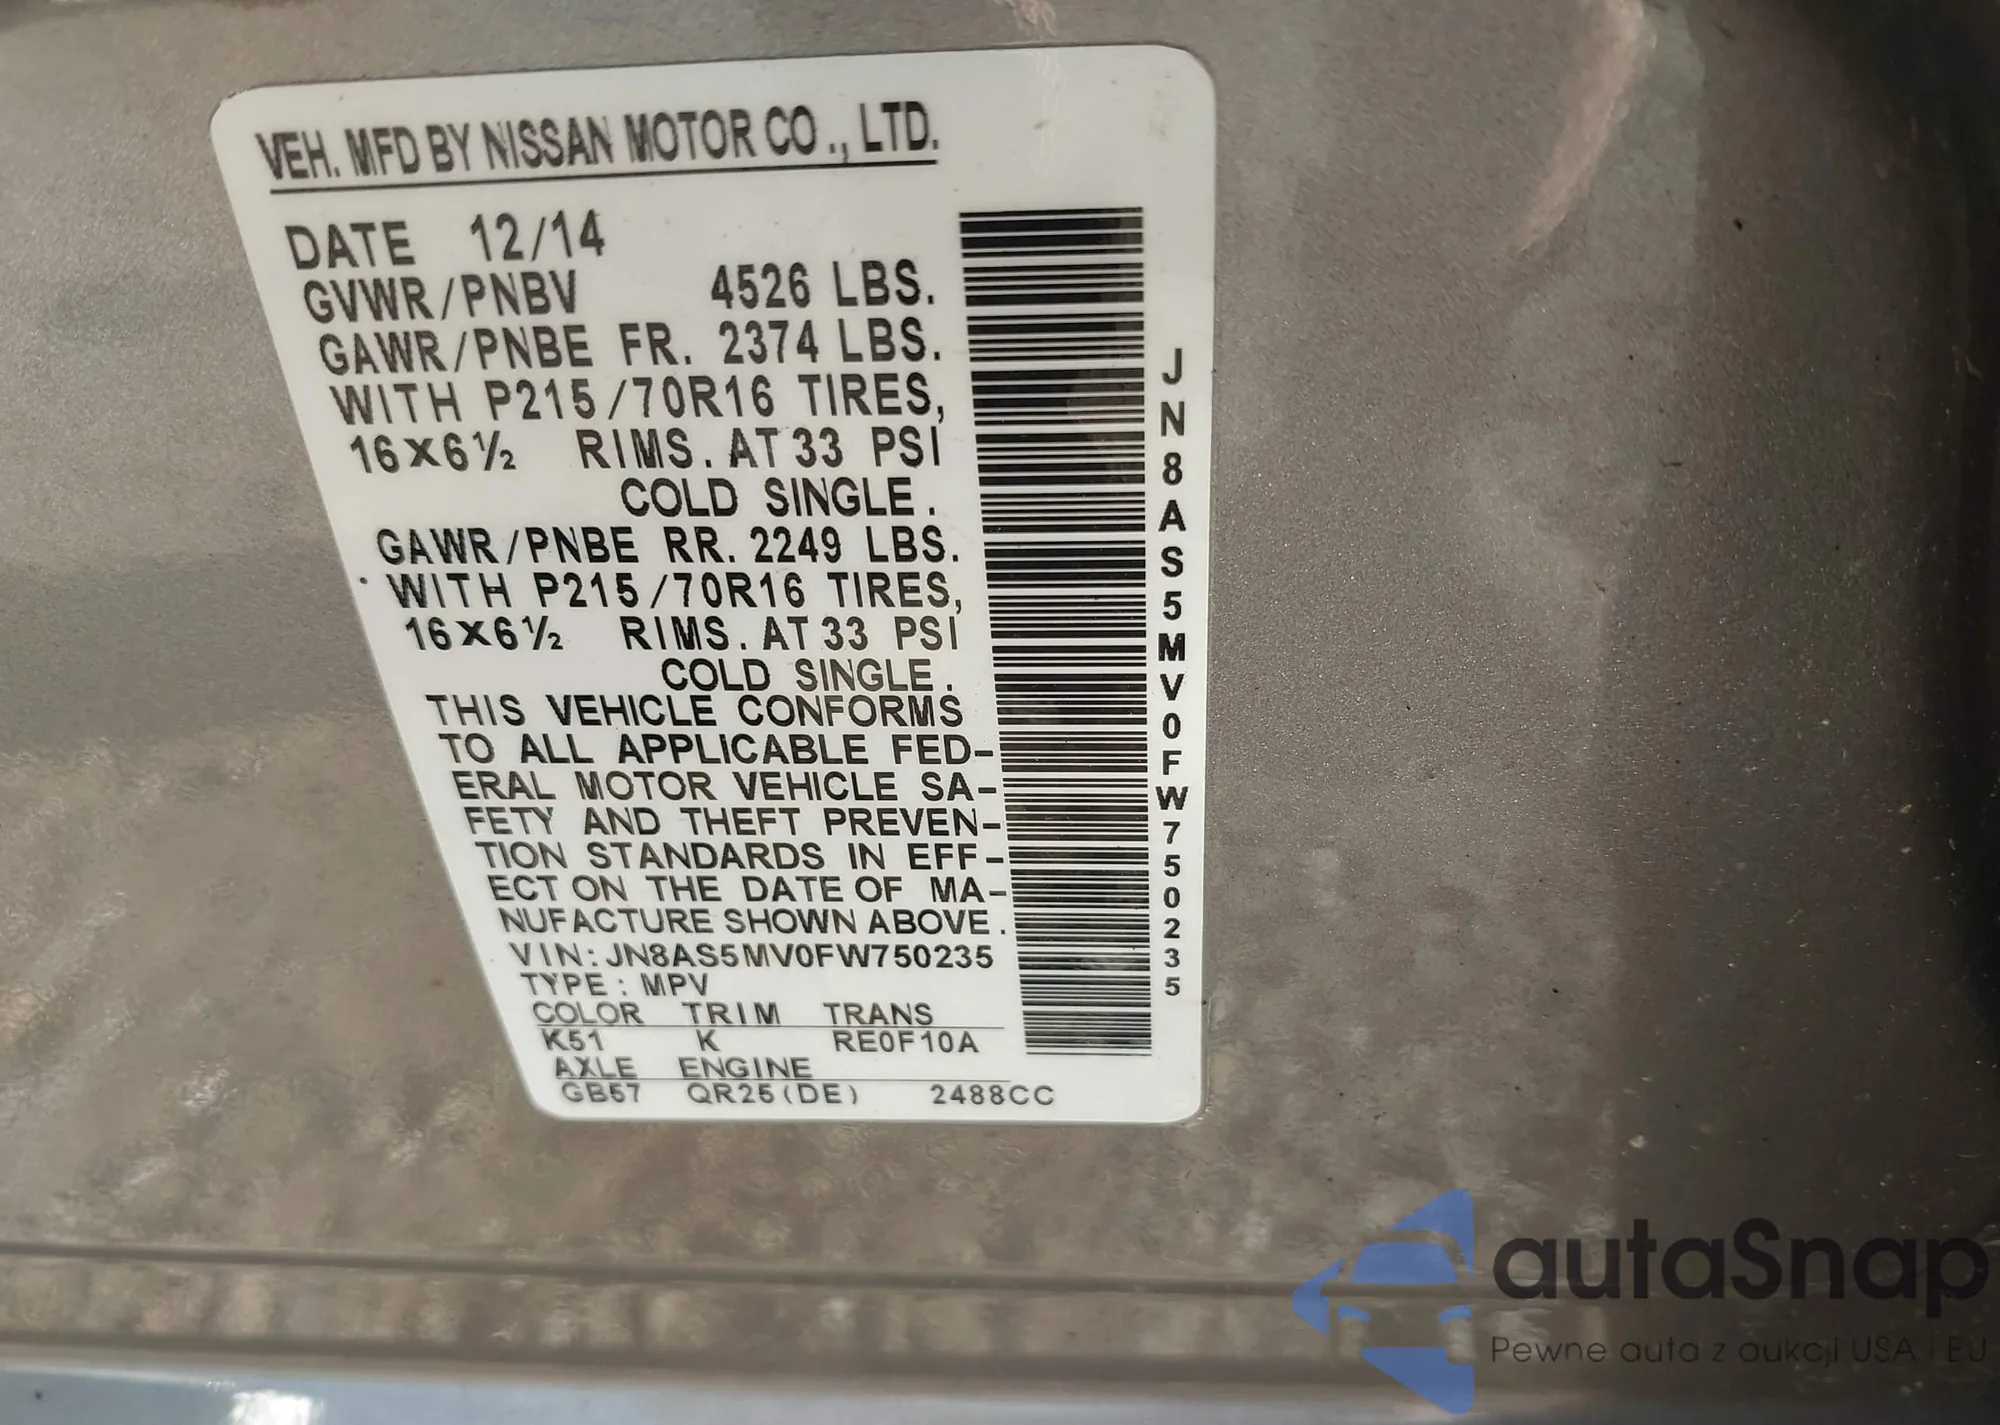 VEH. MFD BY NISSAN MOTOR CO., LTD.
DATE 12/14
GVWR/PNBV 4526 LBS.
GAWR/PNBE FR. 2374 LBS.
WITH P215/70R16 TIRES,
16X6½ RIMS. AT 33 PSI
COLD SINGLE.
GAWR/PNBE RR. 2249 LBS.
WITH P215/70R16 TIRES,
16X6½ RIMS. AT 33 PSI
COLD SINGLE.
THIS VEHICLE CONFORMS
TO ALL APPLICABLE FED-
ERAL MOTOR VEHICLE SA-
FETY AND THEFT PREVEN-
TION STANDARDS IN EFF-
ECT ON THE DATE OF MA-
NUFACTURE SHOWN ABOVE.
VIN: JN8AS5MV0FW750235
TYPE: MPV
COLOR TRIM TRANS
K51 K RE0F10A
AXLE ENGINE
GB57 QR25(DE) 2488CC
JN8AS5MV0FW750235
autaSnap
Pewne auta z aukcji USA i EU